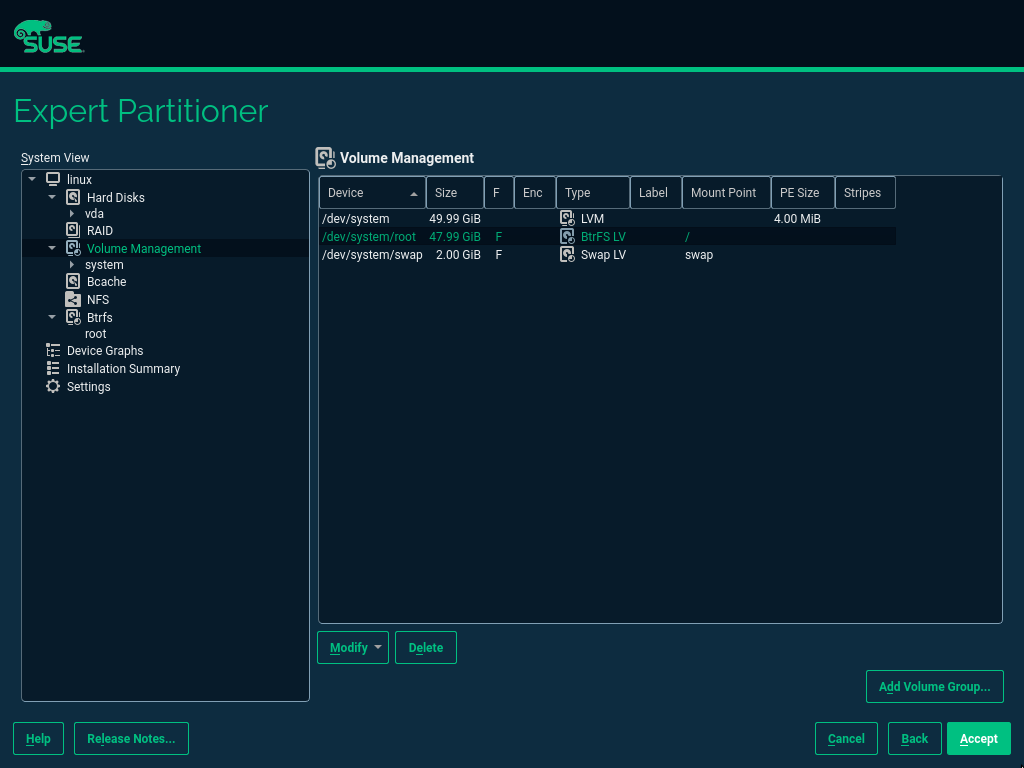 SUSE
Expert Partitioner
System View
linux
Hard Disks
vda
RAID
Volume Management
system
Bcache
NFS
Btrfs
root
Device Graphs
Installation Summary
Settings
Volume Management
Device Size F Enc Type Label Mount Point PE Size Stripes
/dev/system 49.99 GiB LVM 4.00 MiB
/dev/system/root 47.99 GiB F BtrFS LV /
/dev/system/swap 2.00 GiB F Swap LV swap
Modify Delete
Add Volume Group...
Help Release Notes... Cancel Back Accept